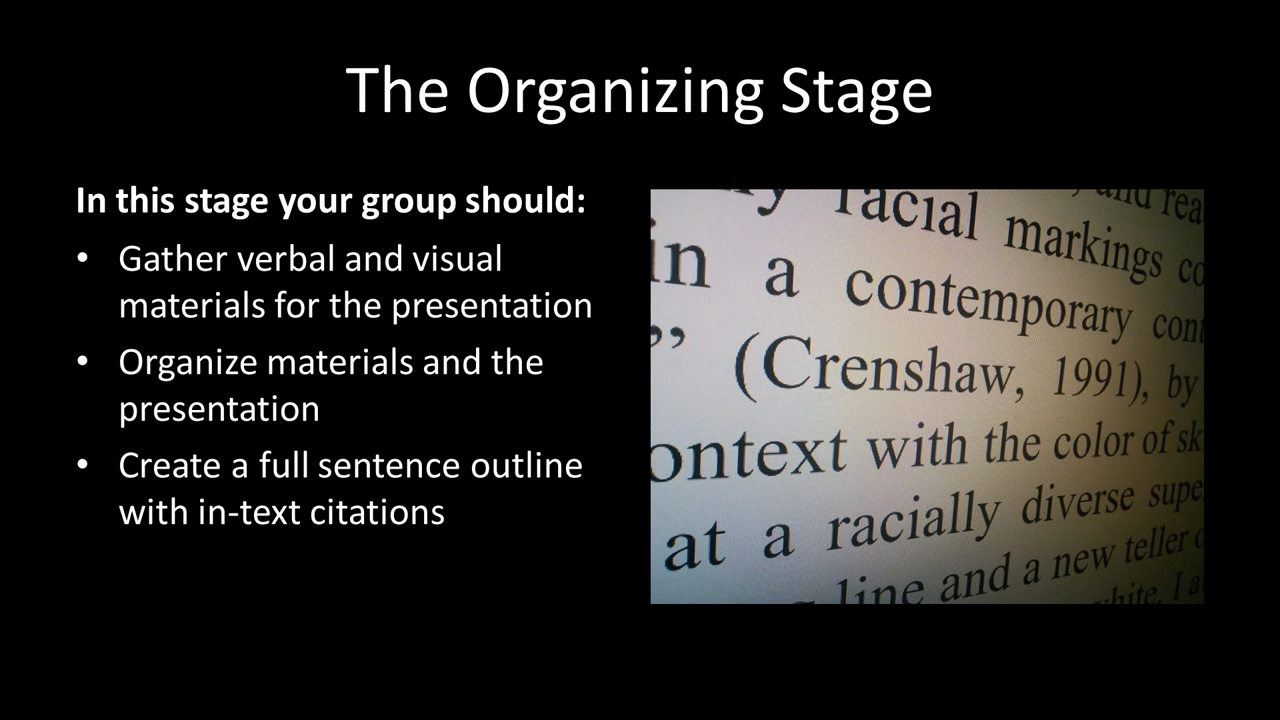 The Organizing Stage
In this stage your group should:
• Gather verbal and visual
materials for the presentation
• Organize materials and the
presentation
• Create a full sentence outline
with in-text citations
racial markings
in a contemporary
” (Crenshaw, 1991), by
with the color of
at a racially diverse
line and a new teller